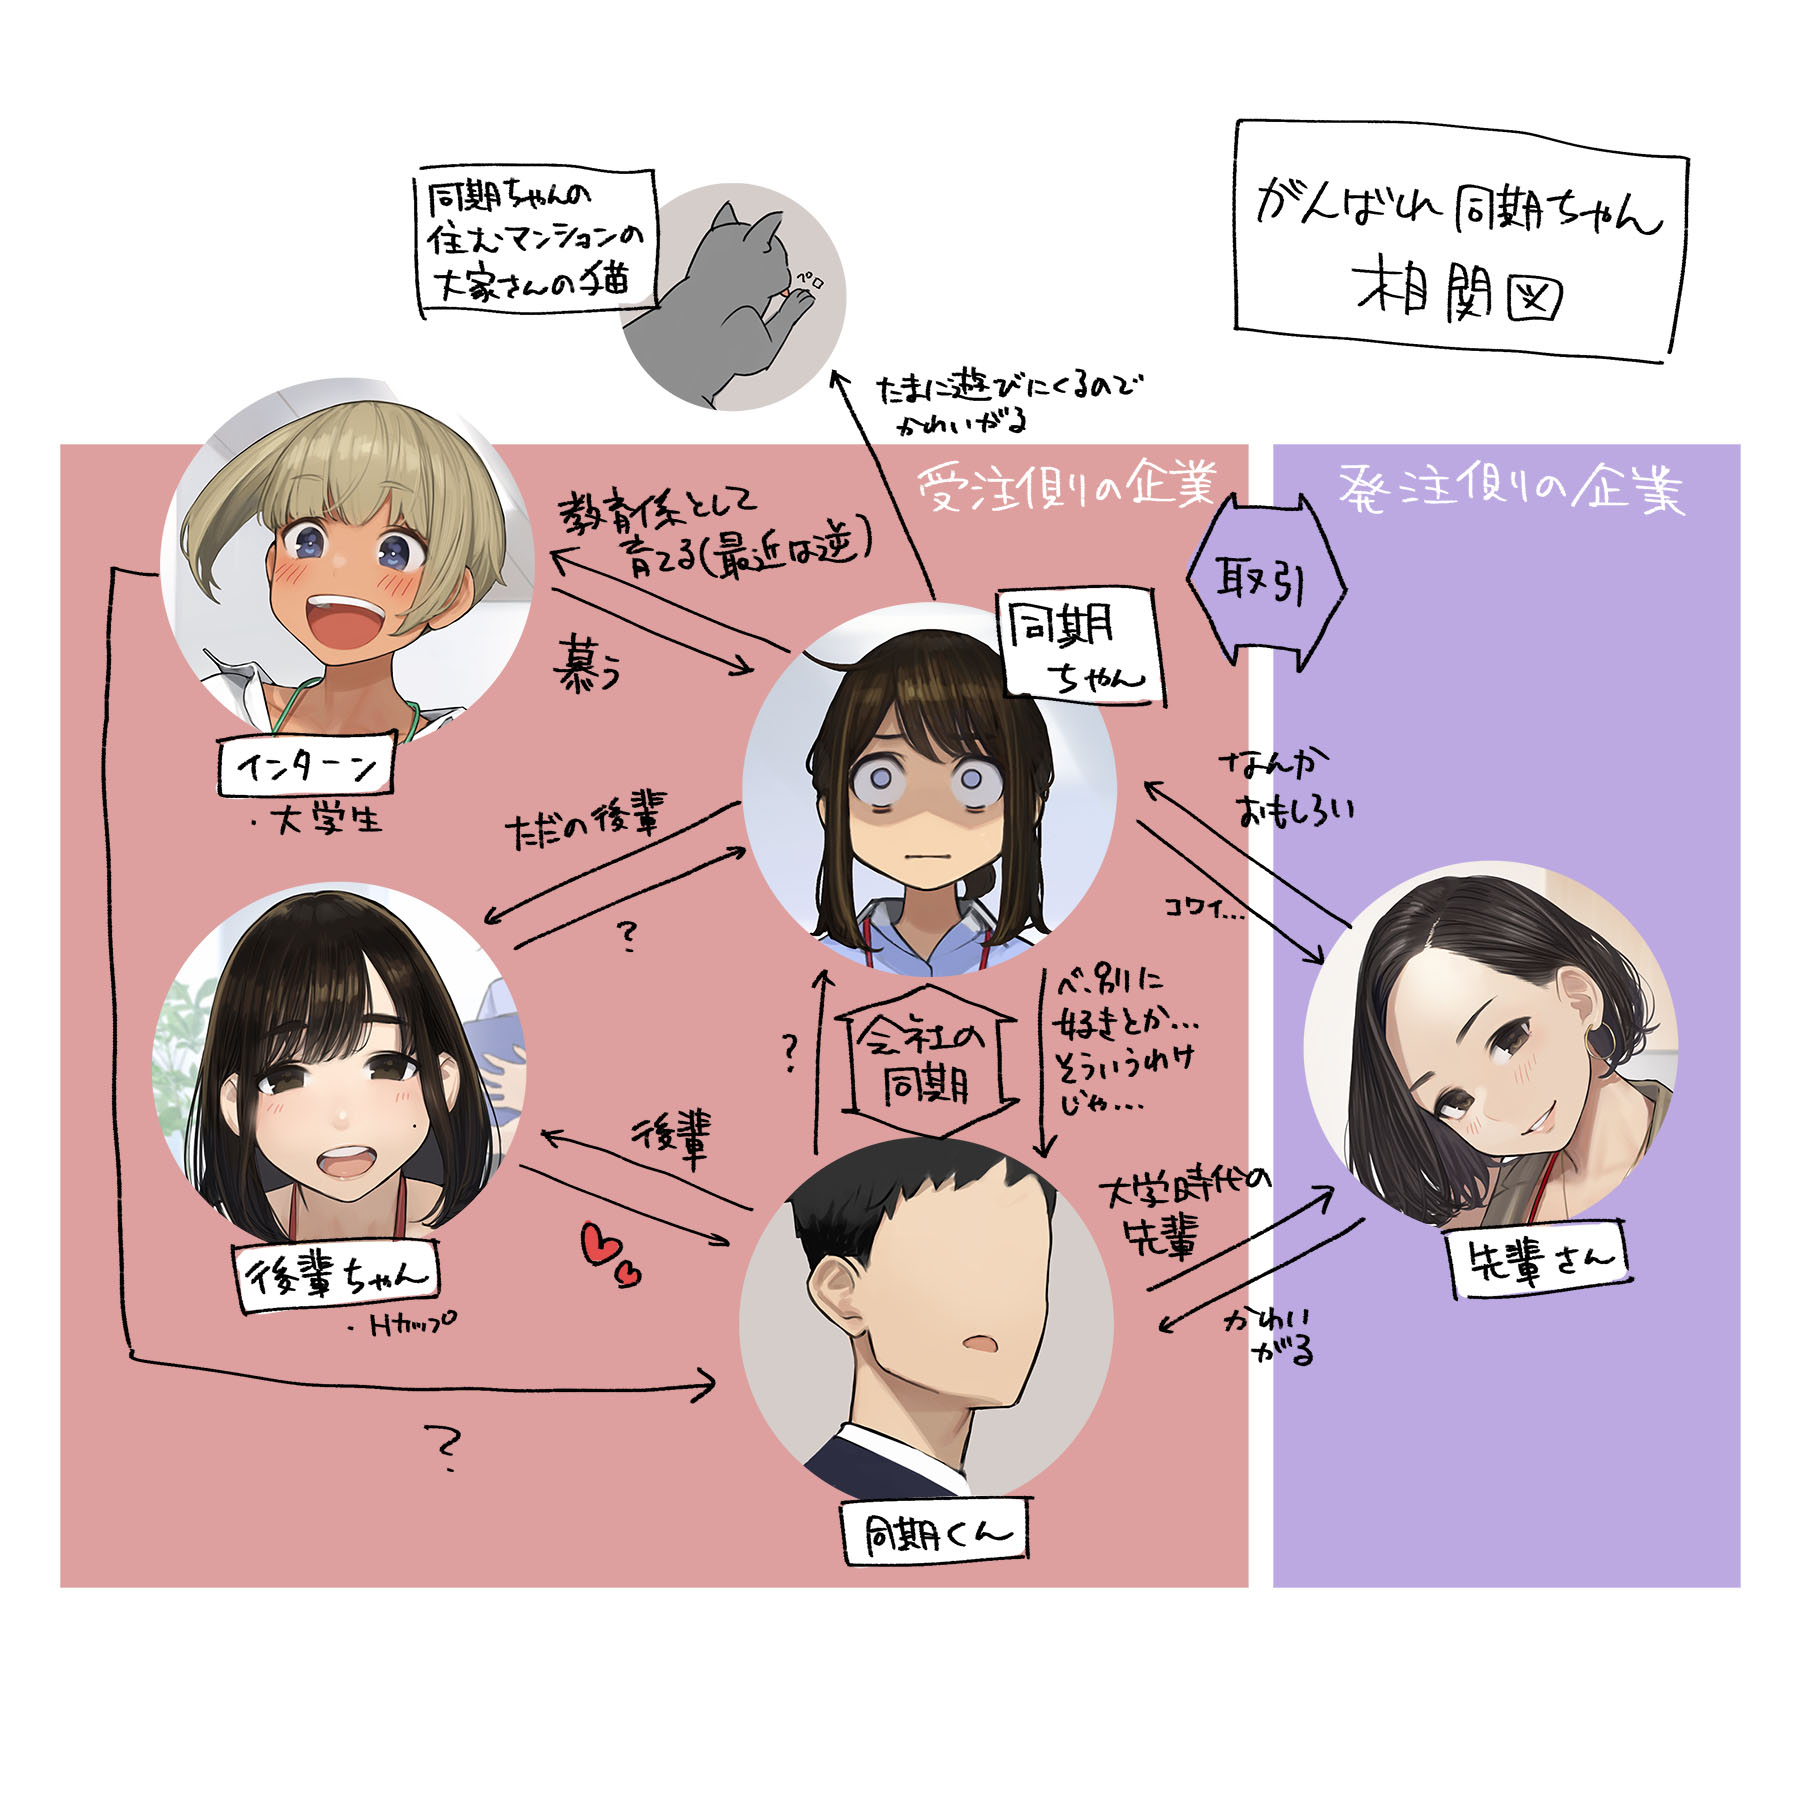 がんばれ同期ちゃん
相関図
同期ちゃんの
住むマンションの
大家さんの猫
ペロ
たまに遊びにくるので
かわいがる
受注側の企業
発注側の企業
取引
教育係として
育てる(最近は逆)
慕う
同期
ちゃん
インターン
・大学生
なんか
おもしろい
コワイ…
ただの後輩
?
べ、別に
好きとか…
そういうわけ
じゃ…
会社の
同期
?
後輩
後輩ちゃん
・Hカップ
大学時代の
先輩
かわい
がる
先輩さん
?
同期くん